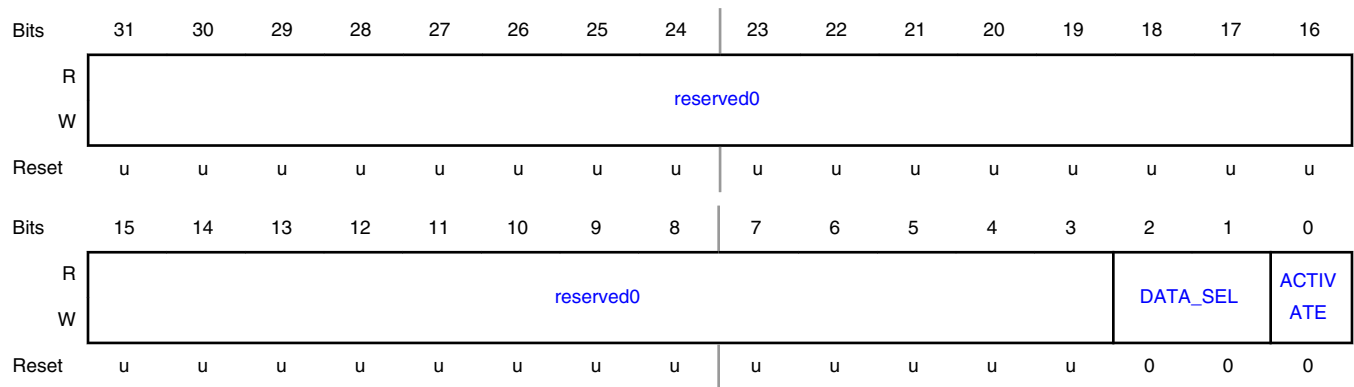 Bits 31 30 29 28 27 26 25 24 23 22 21 20 19 18 17 16
R
reserved0
W
Reset u u u u u u u u u u u u u u u u
Bits 15 14 13 12 11 10 9 8 7 6 5 4 3 2 1 0
R
reserved0 DATA_SEL ACTIV
ATE
W
Reset u u u u u u u u u u u u u 0 0 0